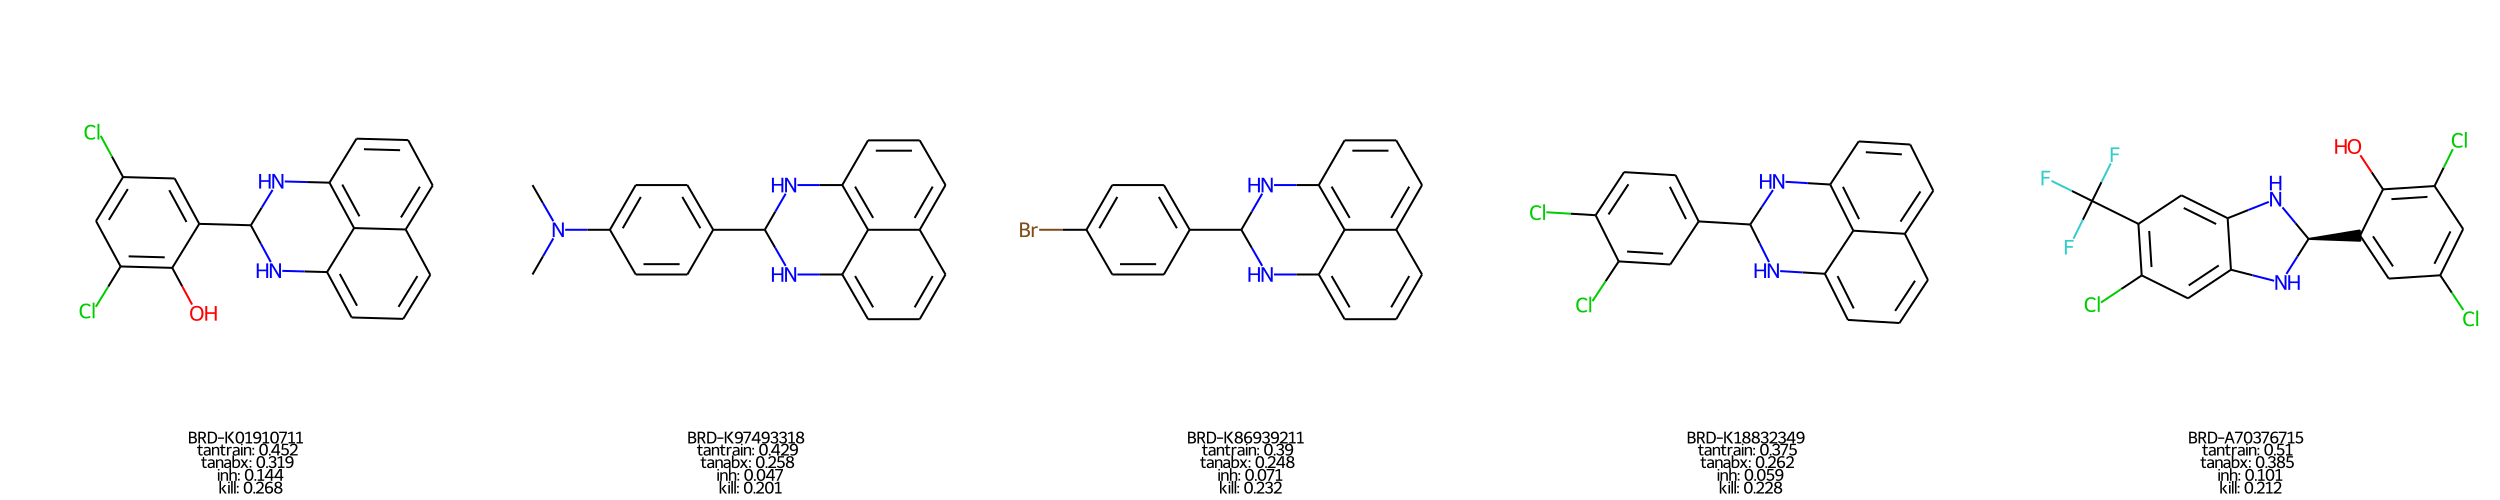 Cl
HN
HN
Cl
OH
BRD-K01910711
tantrain: 0.452
tanabx: 0.319
inh: 0.144
kill: 0.268
N
HN
HN
BRD-K97493318
tantrain: 0.429
tanabx: 0.258
inh: 0.047
kill: 0.201
Br
HN
HN
BRD-K86939211
tantrain: 0.39
tanabx: 0.248
inh: 0.071
kill: 0.232
Cl
HN
HN
Cl
BRD-K18832349
tantrain: 0.375
tanabx: 0.262
inh: 0.059
kill: 0.228
HO
Cl
F
F
H
N
F
NH
Cl
Cl
BRD-A70376715
tantrain: 0.51
tanabx: 0.385
inh: 0.101
kill: 0.212